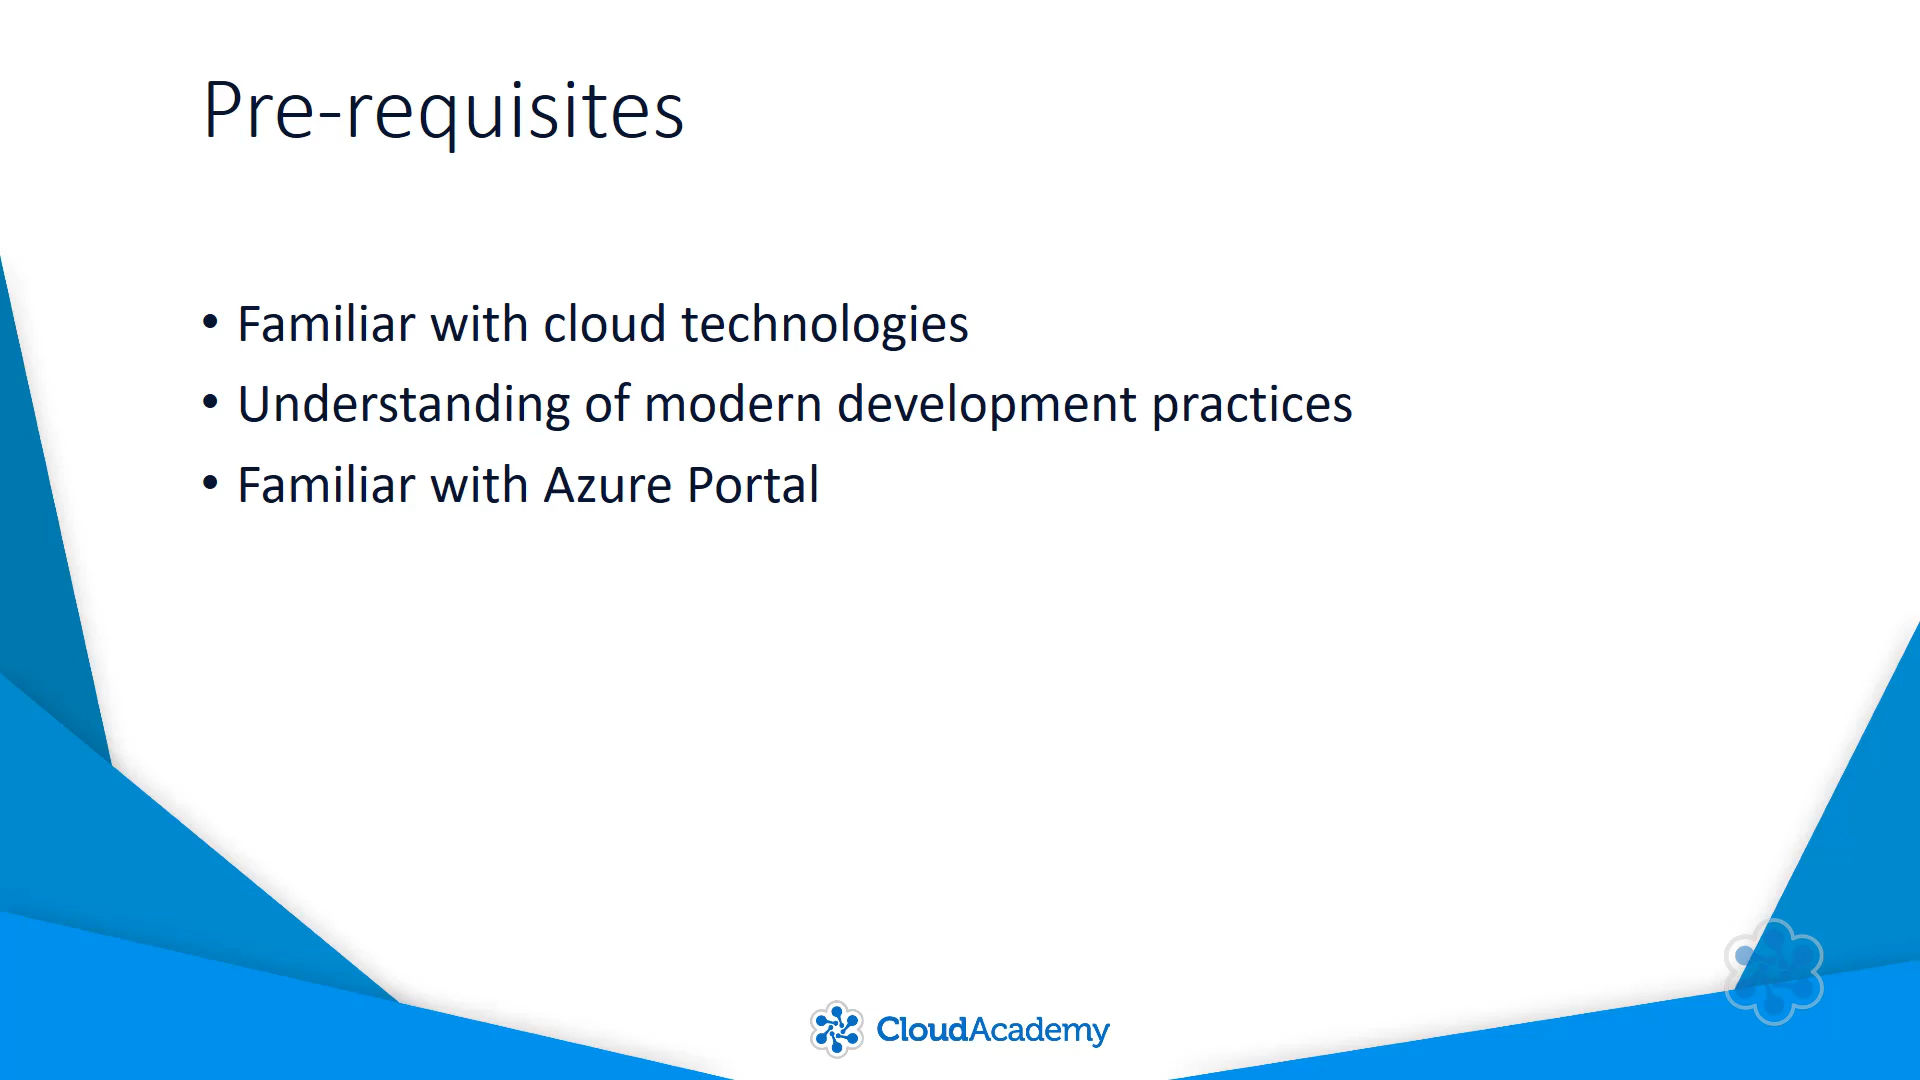 Pre-requisites
• Familiar with cloud technologies
• Understanding of modern development practices
• Familiar with Azure Portal
CloudAcademy